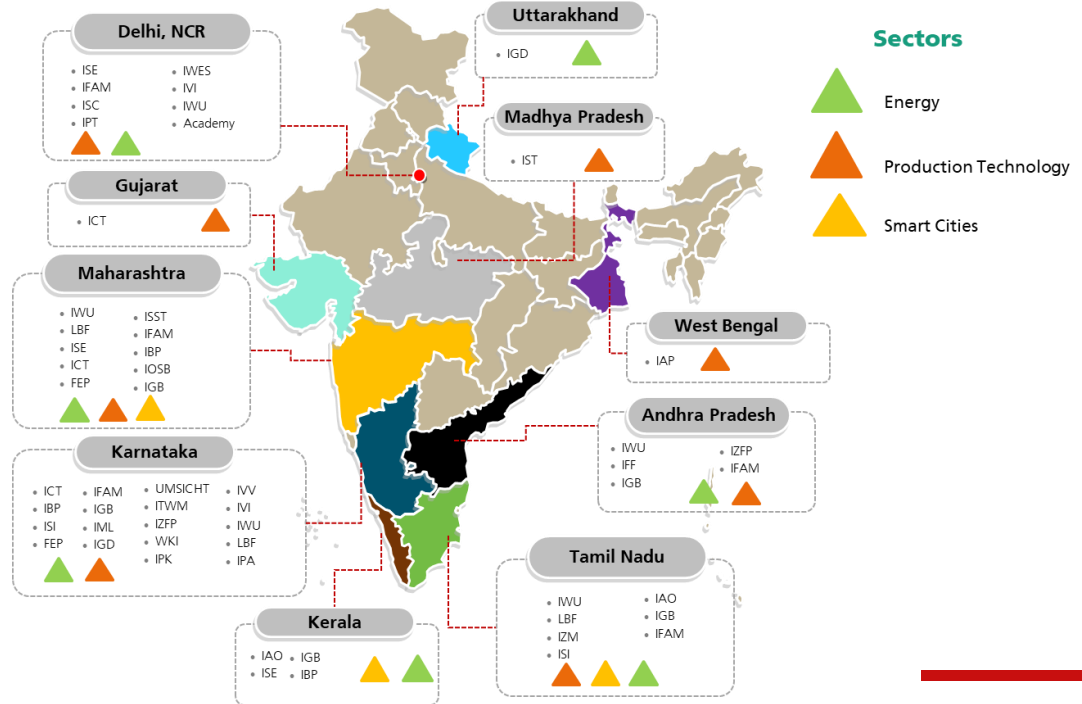 Delhi, NCR
• ISE
• IFAM
• ISC
• IPT
• IWES
• IVI
• IWU
• Academy
Uttarakhand
• IGD
Madhya Pradesh
• IST
Gujarat
• ICT
Maharashtra
• IWU
• LBF
• ISE
• ICT
• FEP
• ISST
• IFAM
• IBP
• IOSB
• IGB
West Bengal
• IAP
Andhra Pradesh
• IWU
• IFF
• IGB
• IZFP
• IFAM
Karnataka
• ICT
• IBP
• ISI
• FEP
• IFAM
• IGB
• IML
• IGD
• UMSICHT
• ITWM
• IZFP
• WKI
• IPK
• IVV
• IVI
• IWU
• LBF
• IPA
Tamil Nadu
• IWU
• LBF
• IZM
• ISI
• IAO
• IGB
• IFAM
Kerala
• IAO
• ISE
• IGB
• IBP
Sectors
Energy
Production Technology
Smart Cities